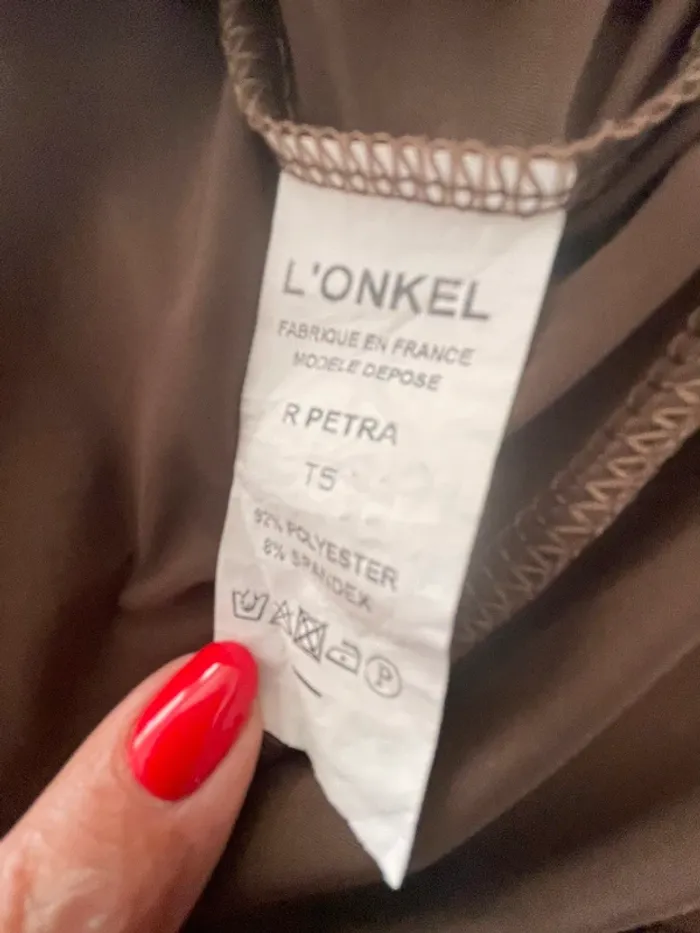 L'ONKEL
FABRIQUE EN FRANCE
MODELE DEPOSE
R PETRA
T5
92% POLYESTER
8% SPANDEX
P